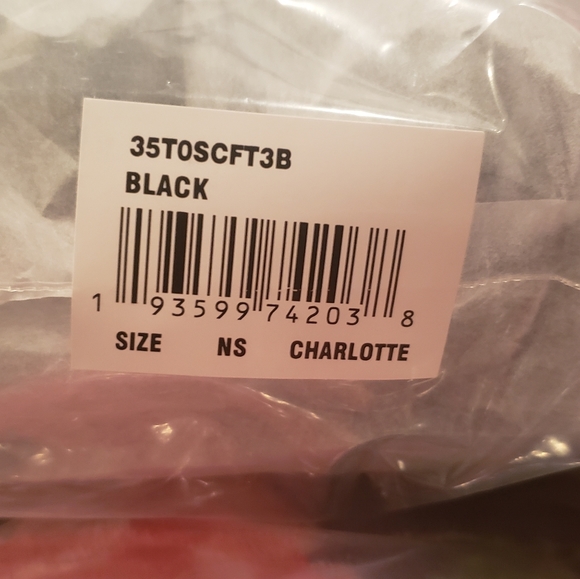 35T0SCFT3B
BLACK
1 93599 74203 8
SIZE NS CHARLOTTE